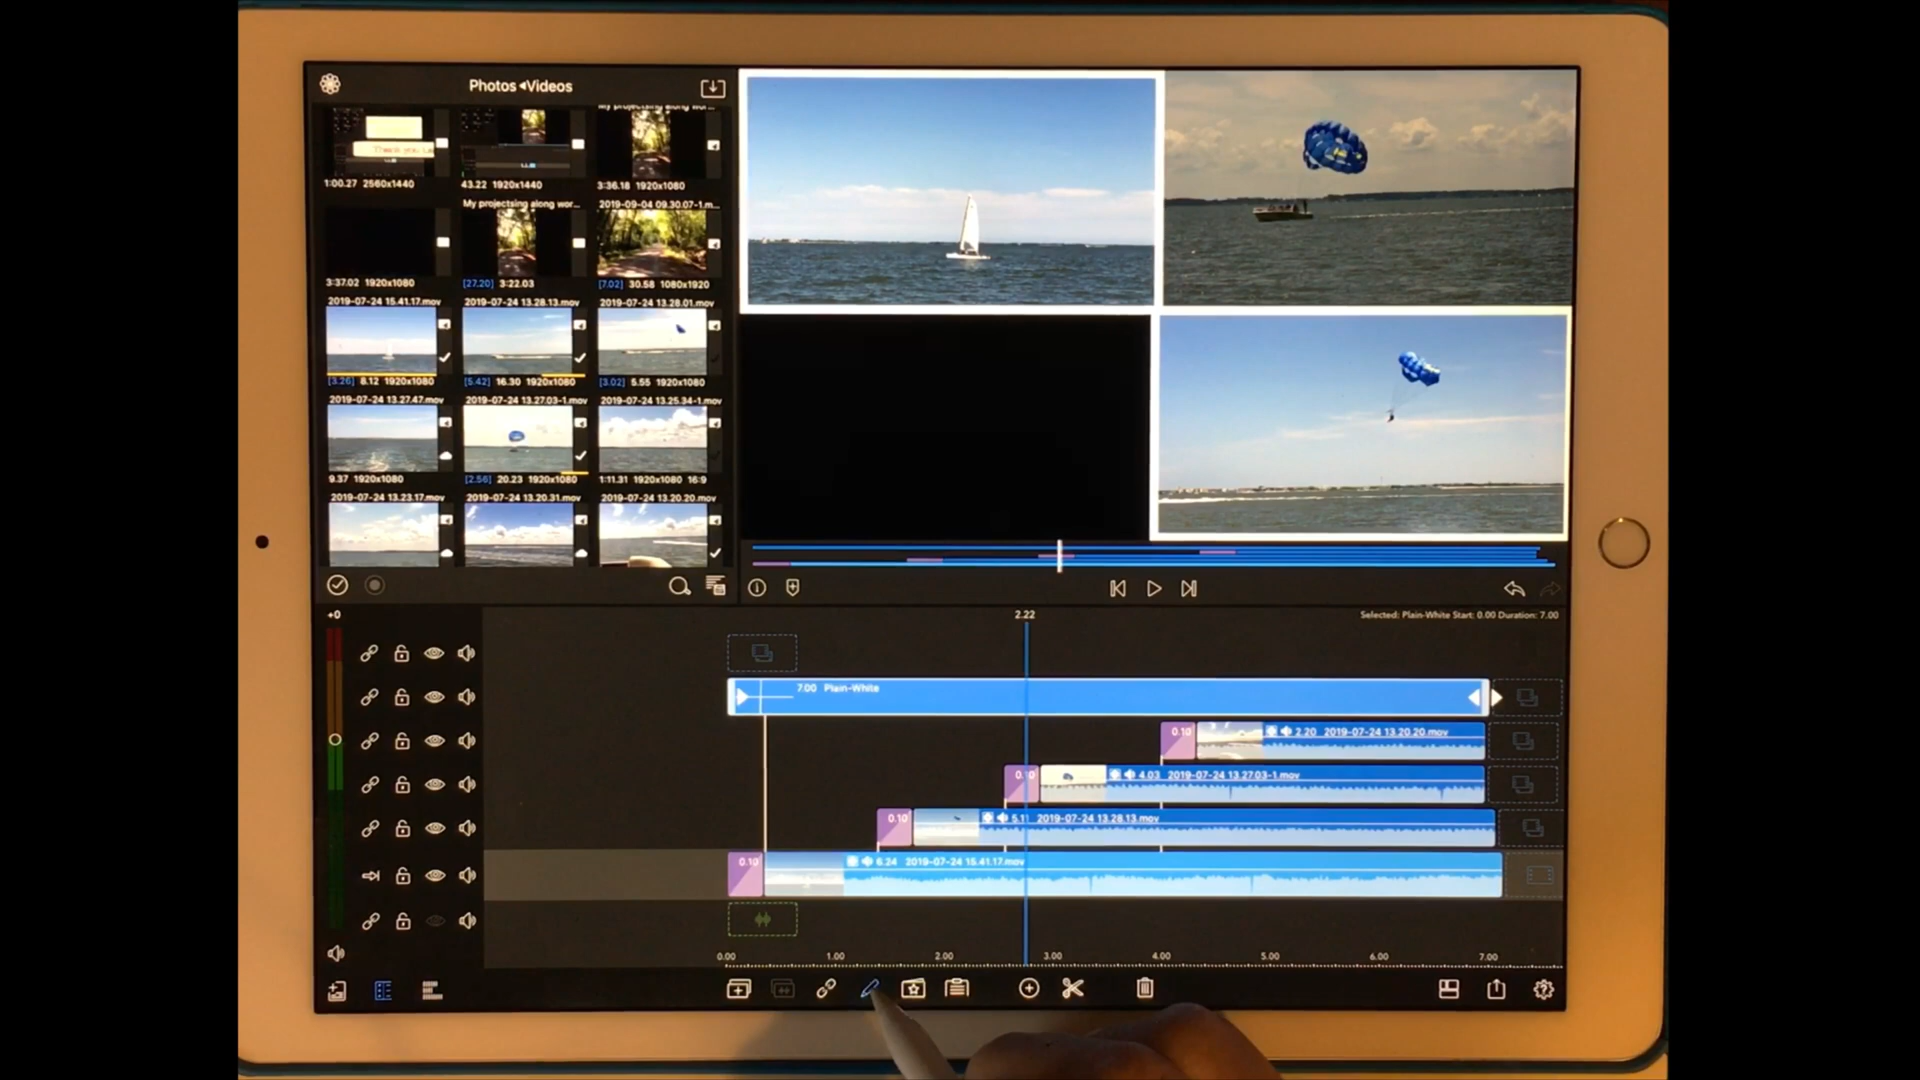 Photos ◂Videos
My projectsing along wor...
1:00.27 2560x1440
43.22 1920x1440
3:36.18 1920x1080
My projectsing along wor...
2019-09-04 09.30.07-1.m...
3:37.02 1920x1080
[27.20] 3:22.03
[7.02] 30.58 1080x1920
2019-07-24 15.41.17.mov
2019-07-24 13.28.13.mov
2019-07-24 13.28.01.mov
[3.26] 8.12 1920x1080
[5.42] 16.30 1920x1080
[3.02] 5.55 1920x1080
2019-07-24 13.27.47.mov
2019-07-24 13.27.03-1.mov
2019-07-24 13.25.34-1.mov
9.37 1920x1080
[2.56] 20.23 1920x1080
1:11.31 1920x1080 16:9
2019-07-24 13.23.17.mov
2019-07-24 13.20.31.mov
2019-07-24 13.20.20.mov
+0
2.22
Selected: Plain-White Start: 0.00 Duration: 7.00
7.00 Plain-White
0.10
2.20 2019-07-24 13.20.20.mov
0.10
4.03 2019-07-24 13.27.03-1.mov
0.10
5.11 2019-07-24 13.28.13.mov
0.10
6.24 2019-07-24 15.41.17.mov
0.00 1.00 2.00 3.00 4.00 5.00 6.00 7.00